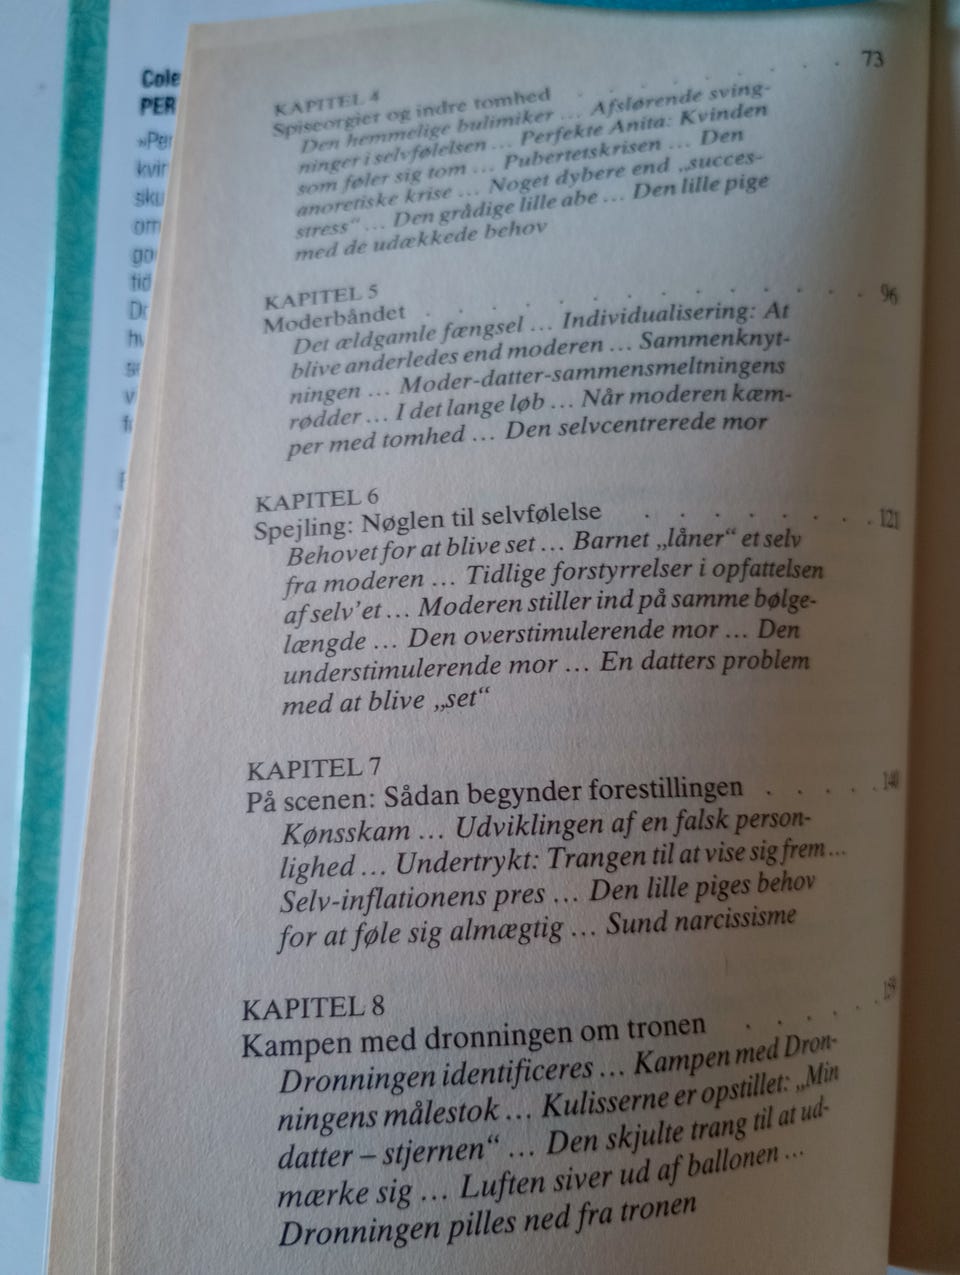 Cole
PER
»Per
kvin
sku
om
go
tid
KAPITEL 4
Spiseorgier og indre tomhed . . . . . . . 73
Den hemmelige bulimiker ... Afslørende sving-
ninger i selvfølelsen ... Perfekte Anita: Kvinden
som føler sig tom ... Pubertetskrisen ... Den
anoretiske krise ... Noget dybere end „succes-
stress“ ... Den grådige lille abe ... Den lille pige
med de udækkede behov
KAPITEL 5
Moderbåndet . . . . . . . . . . . 96
Det ældgamle fængsel ... Individualisering: At
blive anderledes end moderen ... Sammenknyt-
ningen ... Moder-datter-sammensmeltningens
rødder ... I det lange løb ... Når moderen kæm-
per med tomhed ... Den selvcentrerede mor
KAPITEL 6
Spejling: Nøglen til selvfølelse . . . . . . . 121
Behovet for at blive set ... Barnet „låner“ et selv
fra moderen ... Tidlige forstyrrelser i opfattelsen
af selv’et ... Moderen stiller ind på samme bølge-
længde ... Den overstimulerende mor ... Den
understimulerende mor ... En datters problem
med at blive „set“
KAPITEL 7
På scenen: Sådan begynder forestillingen . . . . 140
Kønsskam ... Udviklingen af en falsk person-
lighed ... Undertrykt: Trangen til at vise sig frem ...
Selv-inflationens pres ... Den lille piges behov
for at føle sig almægtig ... Sund narcissisme
KAPITEL 8
Kampen med dronningen om tronen . . . . . 159
Dronningen identificeres ... Kampen med Dron-
ningens målestok ... Kulisserne er opstillet: „Min
datter – stjernen“ ... Den skjulte trang til at ud-
mærke sig ... Luften siver ud af ballonen ...
Dronningen pilles ned fra tronen